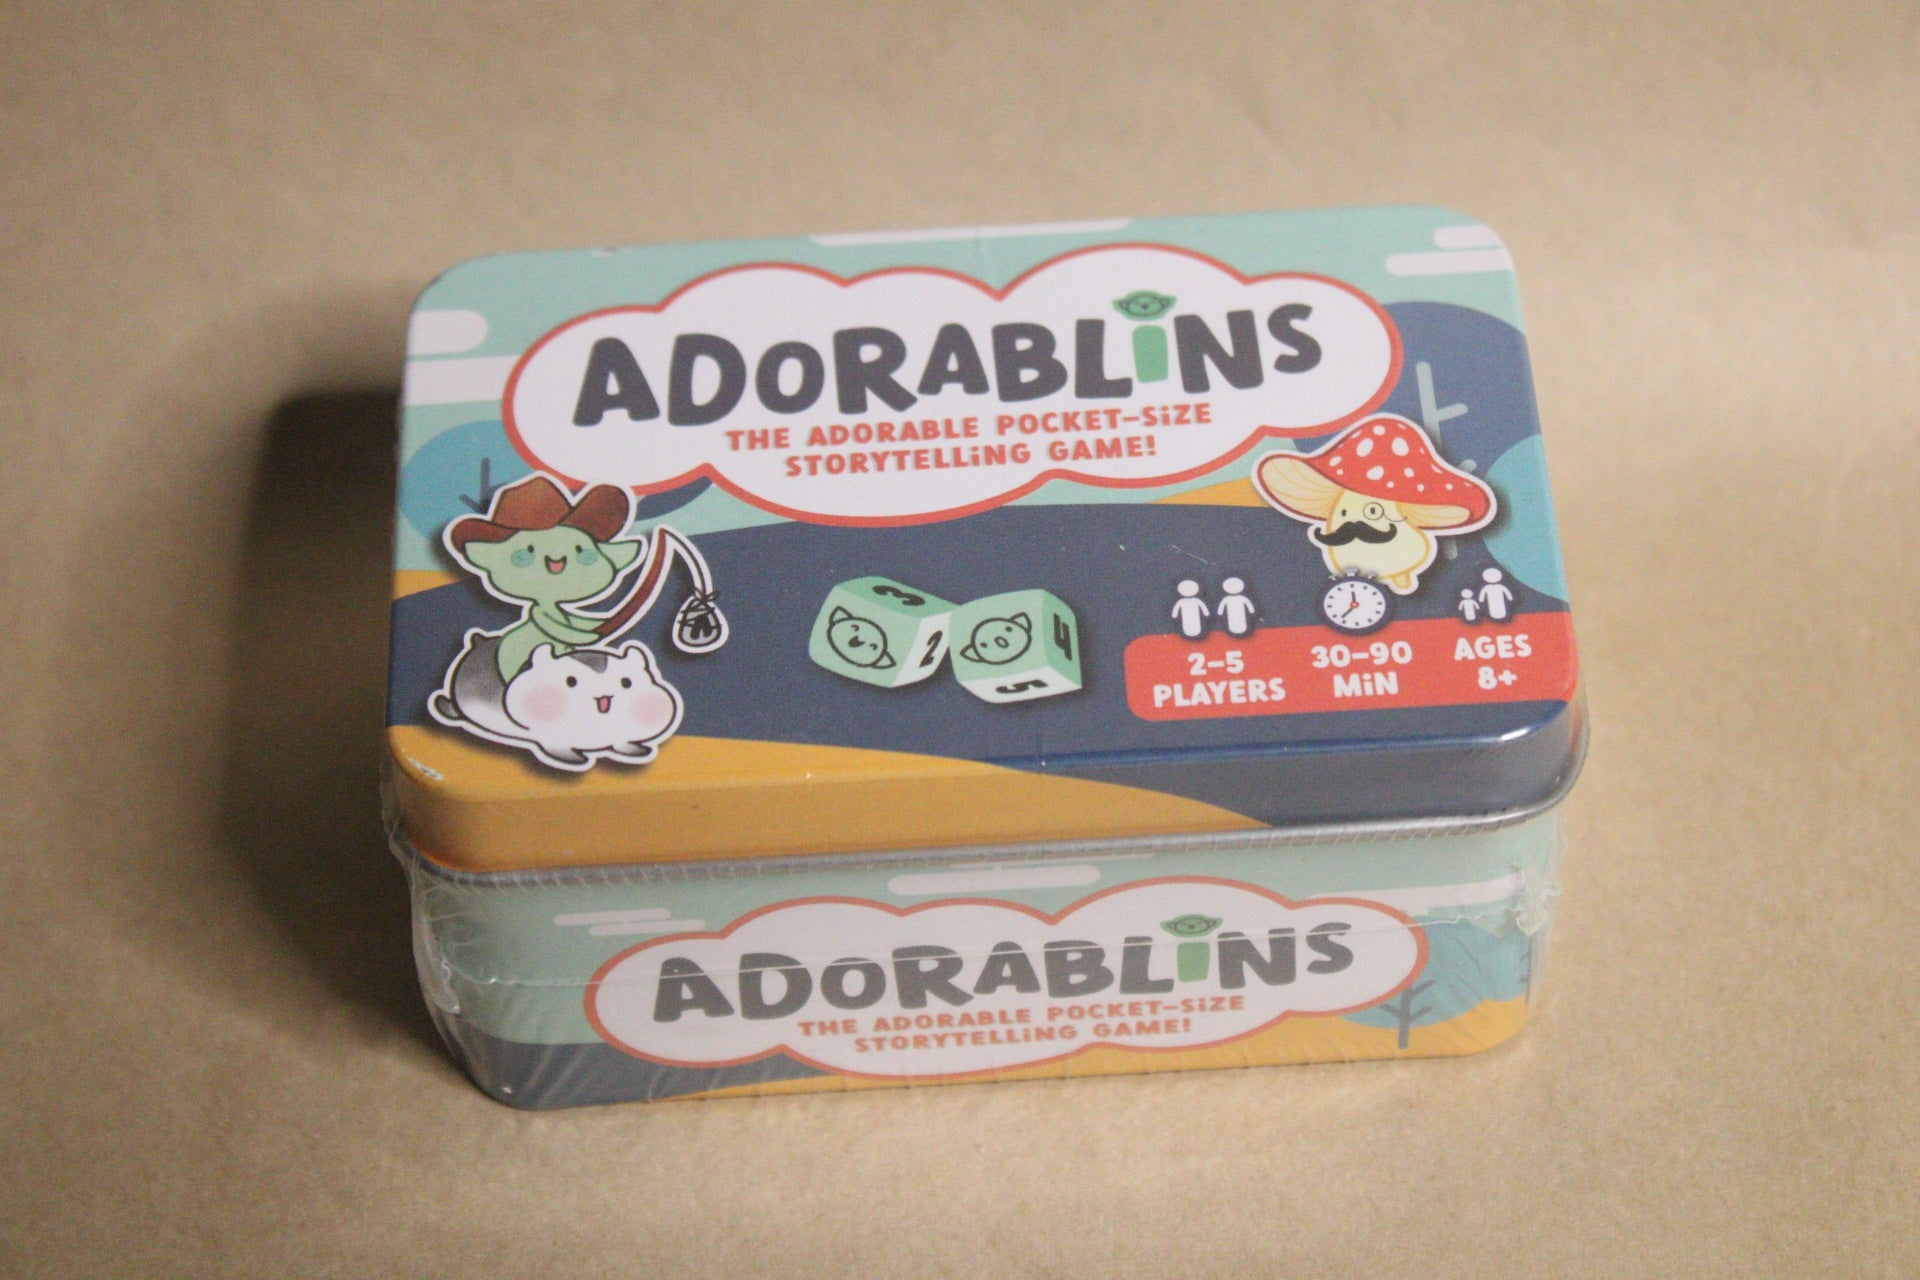 ADORABLiNS
THE ADORABLE POCKET-SiZE
STORYTELLiNG GAME!
3
2
4
5
2-5
PLAYERS
30-90
MiN
AGES
8+
ADORABLiNS
THE ADORABLE POCKET-SiZE
STORYTELLiNG GAME!